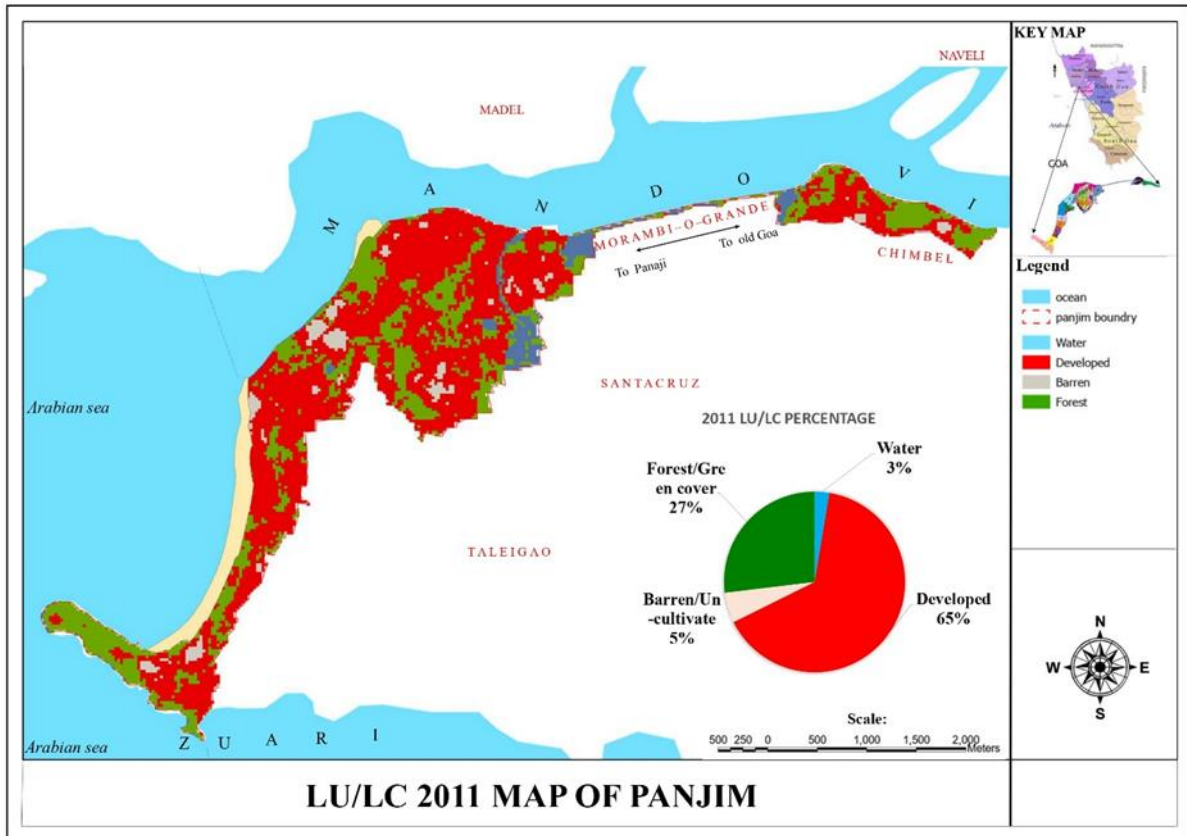 NAVELI
MADEL
M A N D O V I
MORAMBI-O-GRANDE
To old Goa
To Panaji
CHIMBEL
SANTACRUZ
Arabian sea
TALEIGAO
Arabian sea
Z U A R I
2011 LU/LC PERCENTAGE
Water
3%
Forest/Gre
en cover
27%
Barren/Un
-cultivate
5%
Developed
65%
Scale:
500 250 0 500 1,000 1,500 2,000
Meters
KEY MAP
GOA
Legend
ocean
panjim boundry
Water
Developed
Barren
Forest
N
W E
S
LU/LC 2011 MAP OF PANJIM